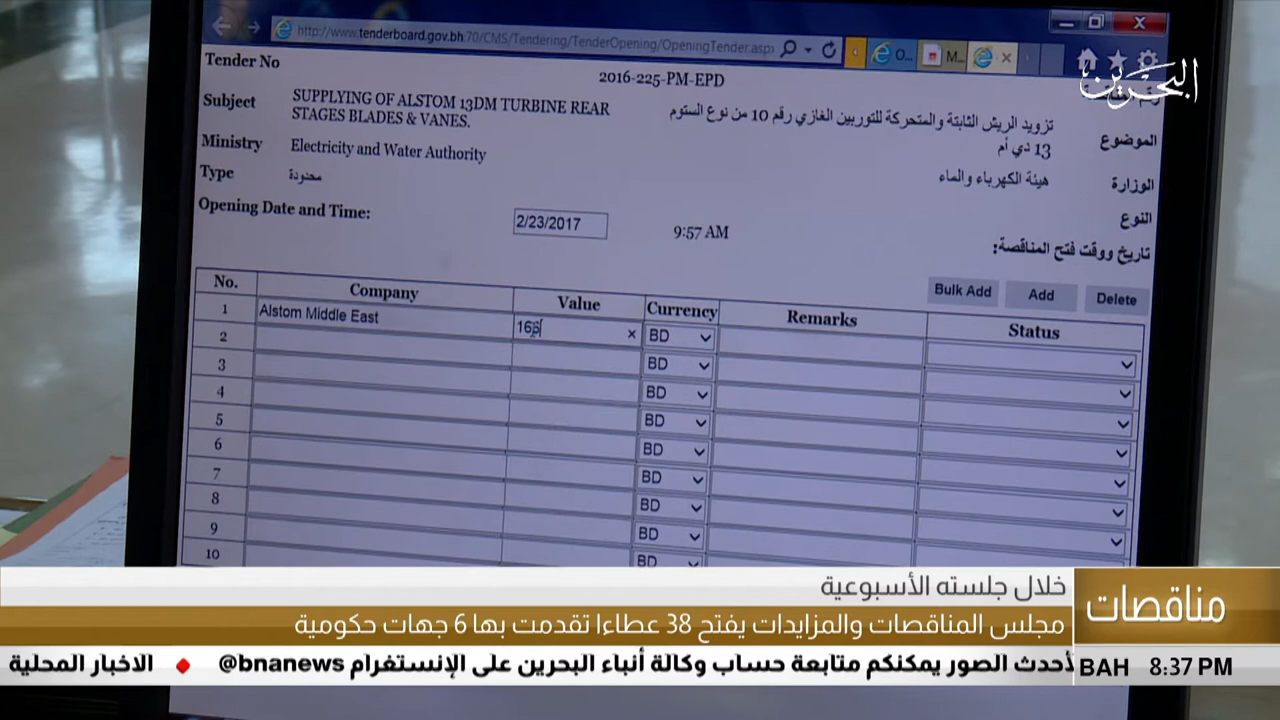 http://www.tenderboard.gov.bh:70/CMS/Tendering/TenderOpening/OpeningTender.aspx
O...
M...
البحرين
Tender No
2016-225-PM-EPD
Subject
SUPPLYING OF ALSTOM 13DM TURBINE REAR STAGES BLADES & VANES.
تزويد الريش الثابتة والمتحركة للتوربين الغازي رقم 10 من نوع الستوم
13 دي أم
الموضوع
Ministry
Electricity and Water Authority
هيئة الكهرباء والماء
الوزارة
Type
محدودة
النوع
Opening Date and Time:
2/23/2017
9:57 AM
تاريخ ووقت فتح المناقصة:
Bulk Add
Add
Delete
No. Company Value Currency Remarks Status
1 Alstom Middle East BD
2 BD
3 BD
4 BD
5 BD
6 BD
7 BD
8 BD
9 BD
10
خلال جلسته الأسبوعية
مناقصات
مجلس المناقصات والمزايدات يفتح 38 عطاءا تقدمت بها 6 جهات حكومية
لأحدث الصور يمكنكم متابعة حساب وكالة أنباء البحرين على الإنستغرام @bnanews
الاخبار المحلية
BAH 8:37 PM